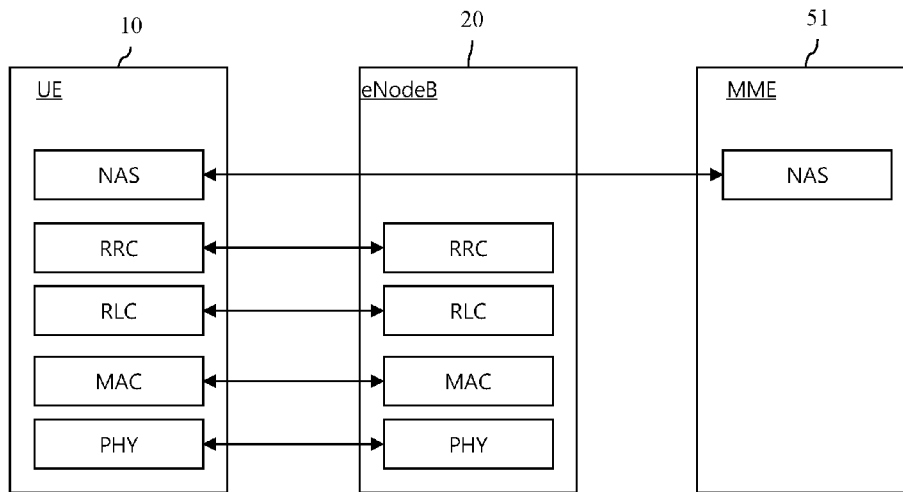 10 20 51
UE eNodeB MME
NAS NAS
RRC RRC
RLC RLC
MAC MAC
PHY PHY